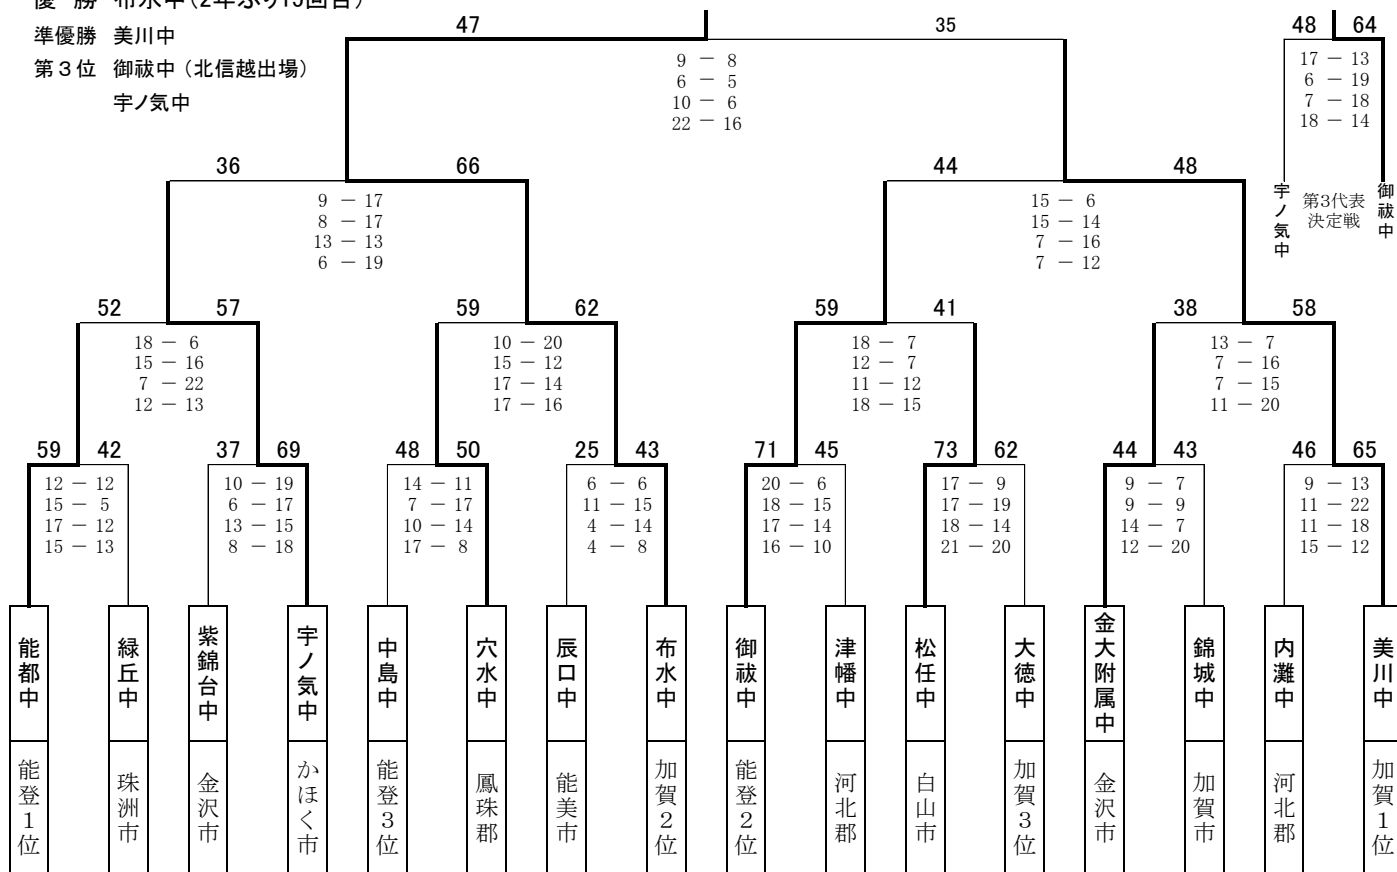 優 勝 布水中（2年ぶり15回目）
準優勝 美川中
第３位 御祓中（北信越出場）
宇ノ気中
47 35
9 － 8
6 － 5
10 － 6
22 － 16
48 64
17 － 13
6 － 19
7 － 18
18 － 14
宇ノ気中
第3代表
決定戦
御祓中
36 66
9 － 17
8 － 17
13 － 13
6 － 19
44 48
15 － 6
15 － 14
7 － 16
7 － 12
52 57
18 － 6
15 － 16
7 － 22
12 － 13
59 62
10 － 20
15 － 12
17 － 14
17 － 16
59 41
18 － 7
12 － 7
11 － 12
18 － 15
38 58
13 － 7
7 － 16
7 － 15
11 － 20
59 42
12 － 12
15 － 5
17 － 12
15 － 13
37 69
10 － 19
6 － 17
13 － 15
8 － 18
48 50
14 － 11
7 － 17
10 － 14
17 － 8
25 43
6 － 6
11 － 15
4 － 14
4 － 8
71 45
20 － 6
18 － 15
17 － 14
16 － 10
73 62
17 － 9
17 － 19
18 － 14
21 － 20
44 43
9 － 7
9 － 9
14 － 7
12 － 20
46 65
9 － 13
11 － 22
11 － 18
15 － 12
能都中
能登１位
緑丘中
珠洲市
紫錦台中
金沢市
宇ノ気中
かほく市
中島中
能登３位
穴水中
鳳珠郡
辰口中
能美市
布水中
加賀２位
御祓中
能登２位
津幡中
河北郡
松任中
白山市
大徳中
加賀３位
金大附属中
金沢市
錦城中
加賀市
内灘中
河北郡
美川中
加賀１位